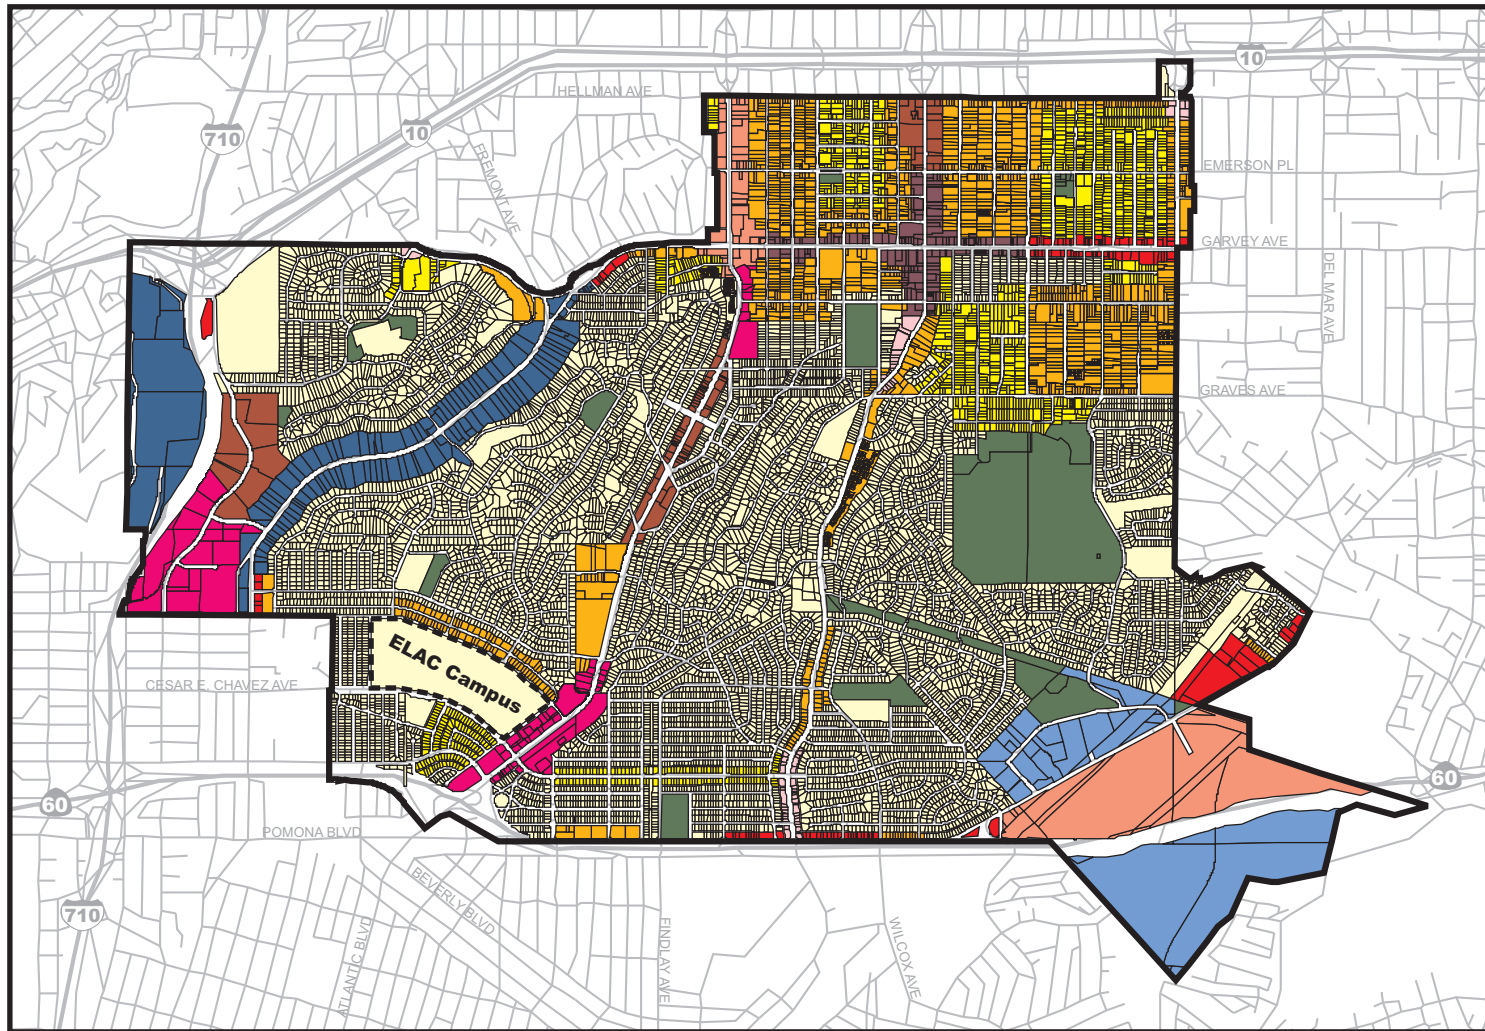 10
HELLMAN AVE
710
10
FREMONT AVE
EMERSON PL
GARVEY AVE
DEL MAR AVE
GRAVES AVE
ELAC Campus
CESAR E. CHAVEZ AVE
60
60
POMONA BLVD
BEVERLY BLVD
710
ATLANTIC BLVD
FINDLAY AVE
WILCOX AVE